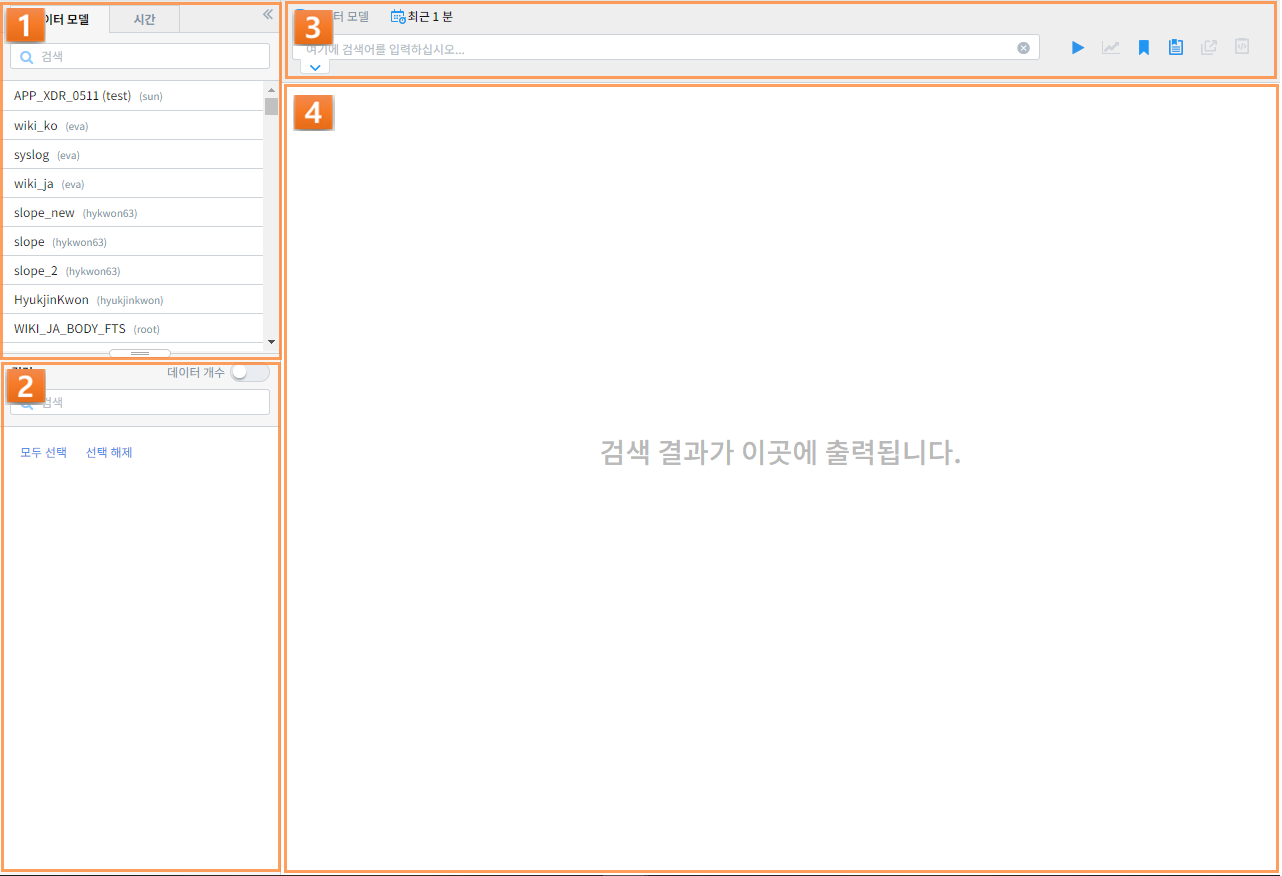 1
이터 모델
시간
검색
APP_XDR_0511 (test) (sun)
wiki_ko (eva)
syslog (eva)
wiki_ja (eva)
slope_new (hykwon63)
slope (hykwon63)
slope_2 (hykwon63)
HyukjinKwon (hyukjinkwon)
WIKI_JA_BODY_FTS (root)
2
데이터 개수
검색
모두 선택 선택 해제
3
터 모델
최근 1 분
여기에 검색어를 입력하십시오...
4
검색 결과가 이곳에 출력됩니다.